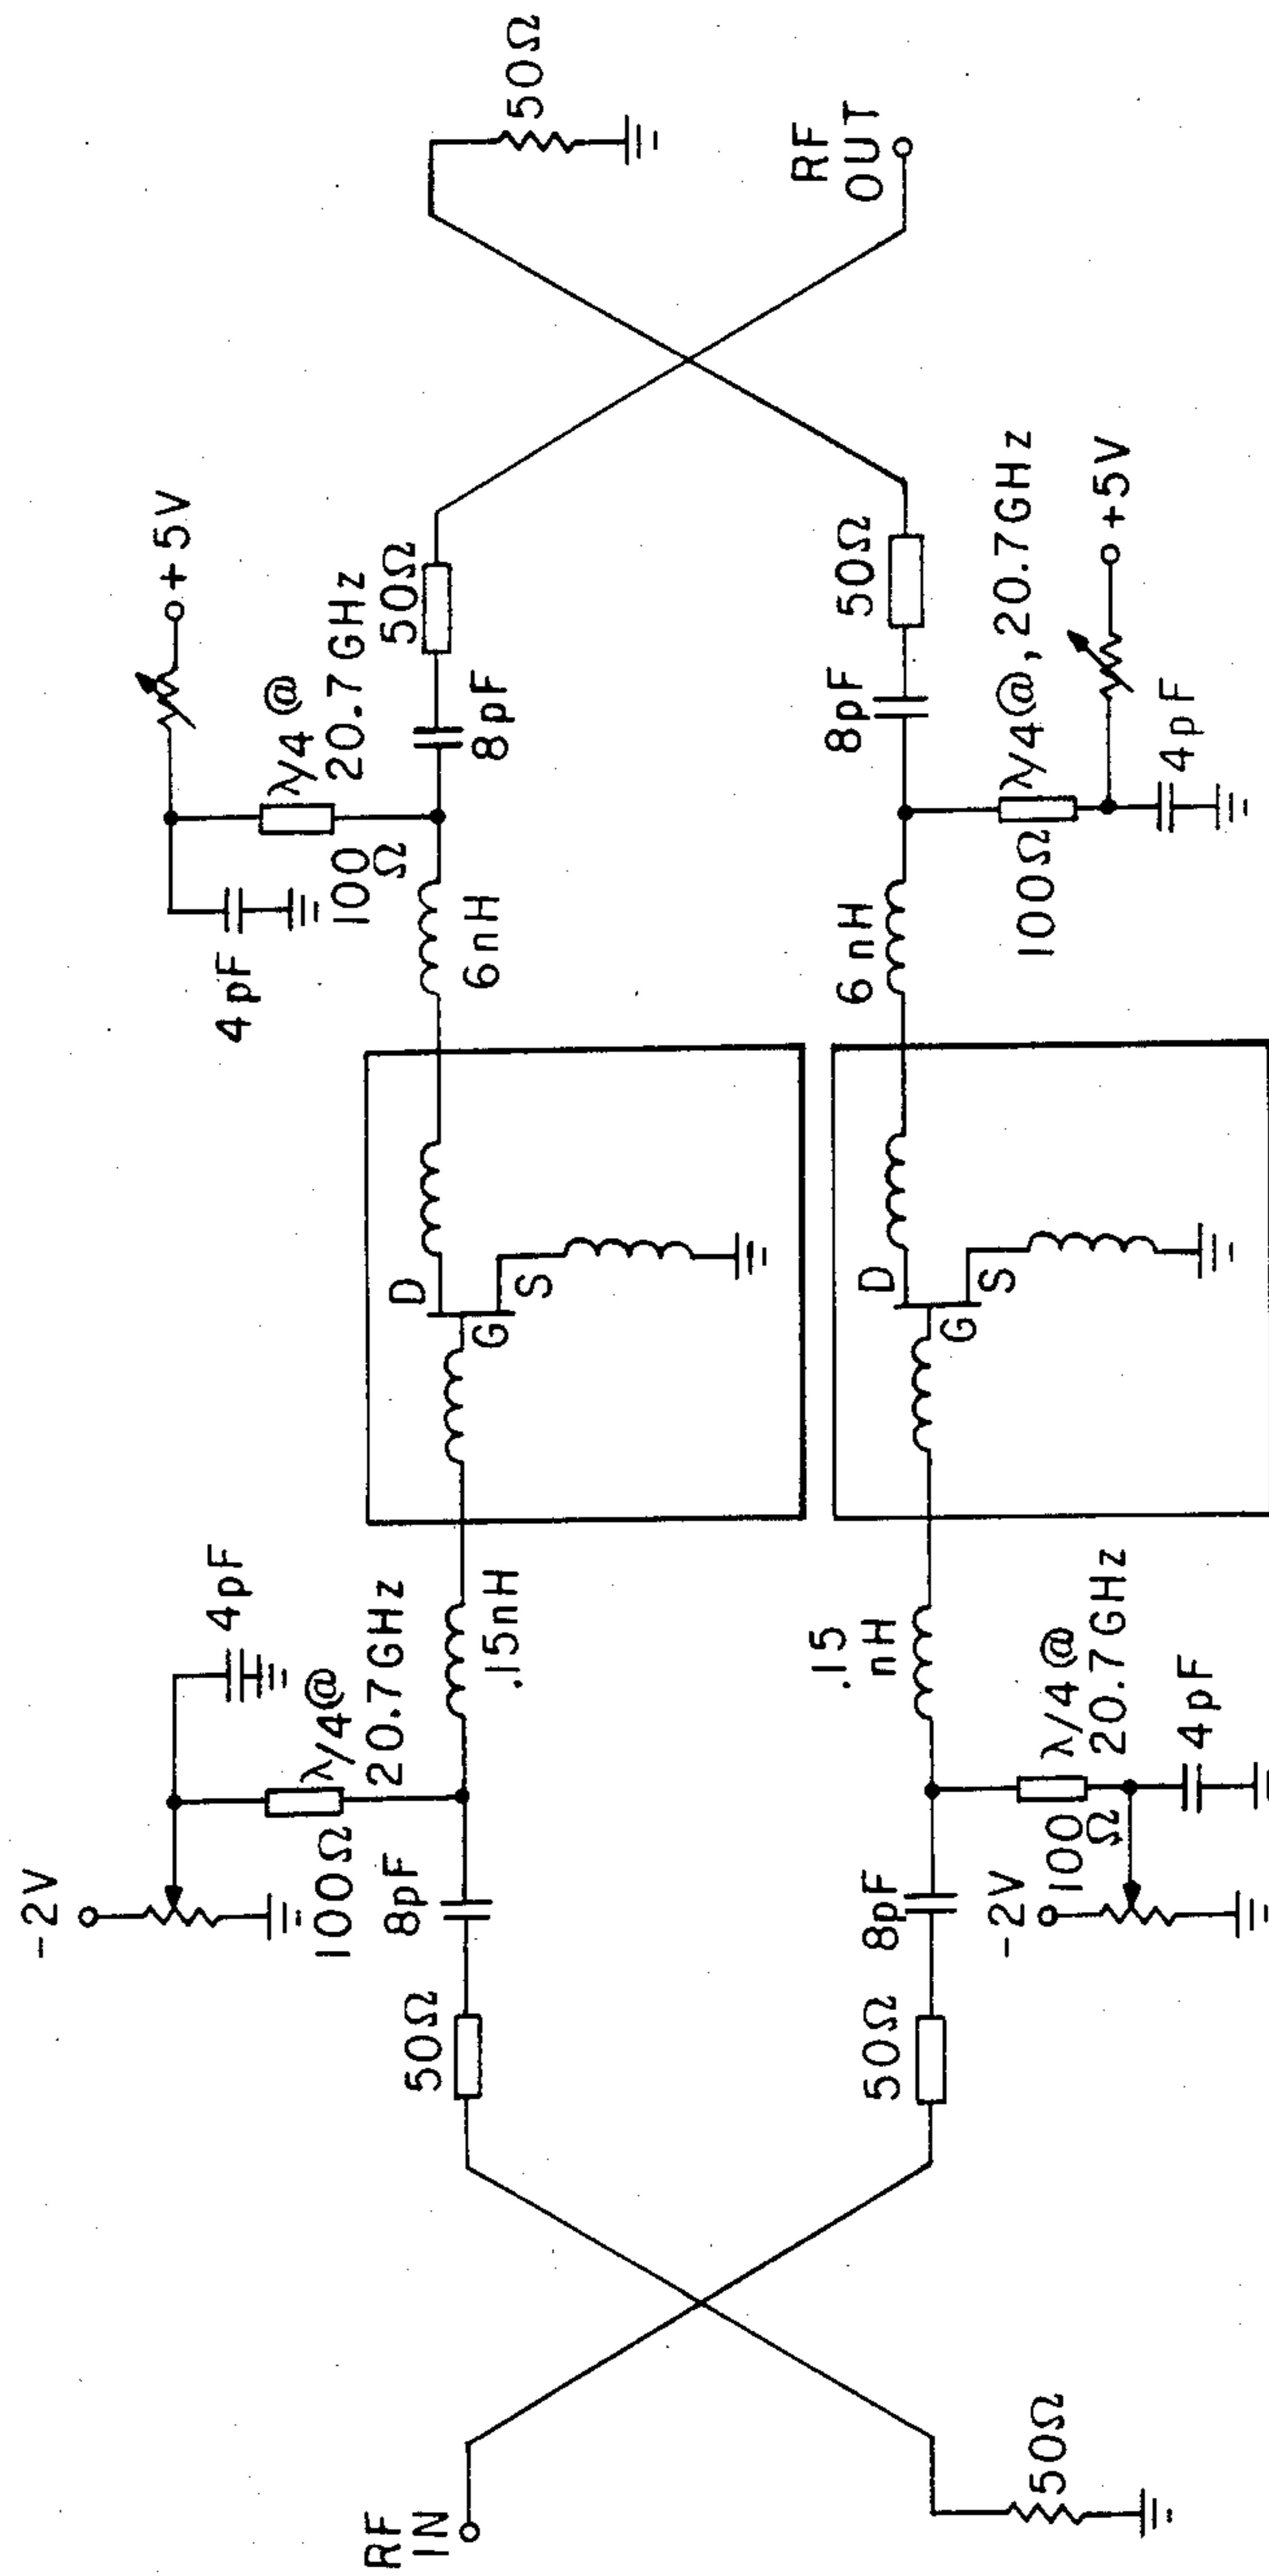 -2V
4pF
λ/4@
20.7GHz
100Ω
8pF
50Ω
.15nH
RF
IN
D
G
S
4pF
+5V
λ/4@
20.7GHz
100
Ω
50Ω
8pF
6nH
50Ω
50Ω
50Ω
8pF
.15
nH
-2V
100
Ω
λ/4@
20.7GHz
4pF
D
G
S
6nH
8pF
50Ω
100Ω
λ/4@,20.7GHz
+5V
4pF
RF
OUT